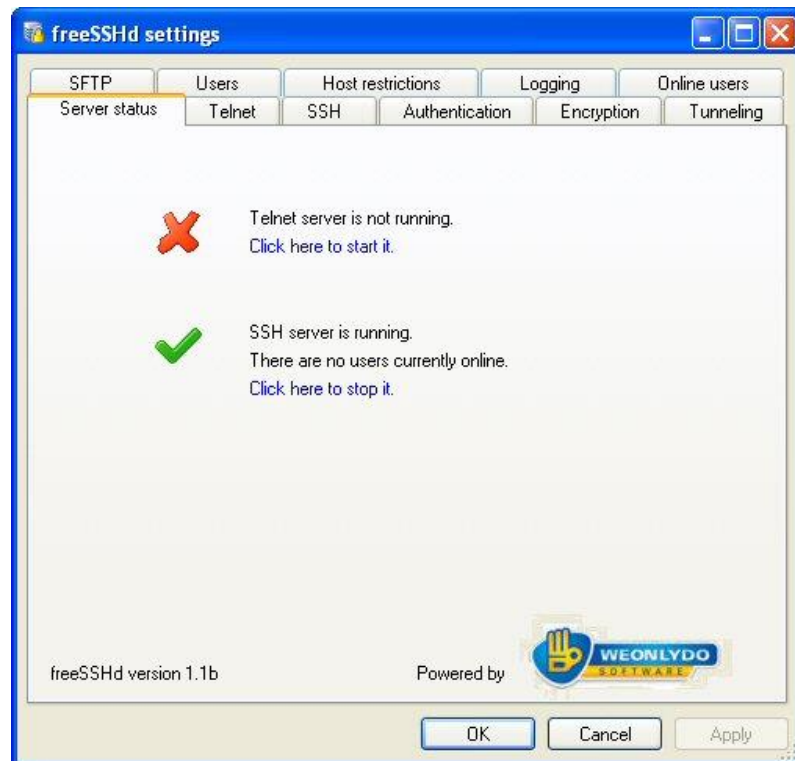 freeSSHd settings
SFTP Users Host restrictions Logging Online users
Server status Telnet SSH Authentication Encryption Tunneling
Telnet server is not running.
Click here to start it.
SSH server is running.
There are no users currently online.
Click here to stop it.
freeSSHd version 1.1b Powered by WEONLYDO
SOFTWARE
OK Cancel Apply